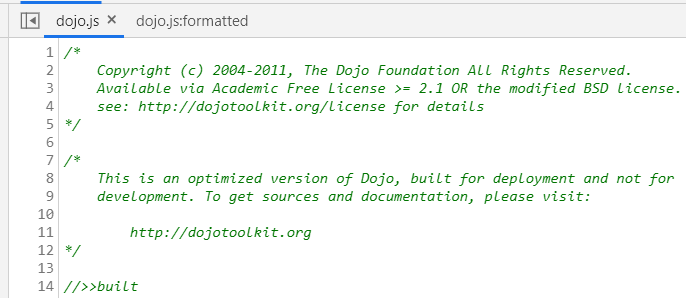 dojo.js × dojo.js:formatted
1 /*
2 Copyright (c) 2004-2011, The Dojo Foundation All Rights Reserved.
3 Available via Academic Free License >= 2.1 OR the modified BSD license.
4 see: http://dojotoolkit.org/license for details
5 */
6
7 /*
8 This is an optimized version of Dojo, built for deployment and not for
9 development. To get sources and documentation, please visit:
10
11 http://dojotoolkit.org
12 */
13
14 //>>built